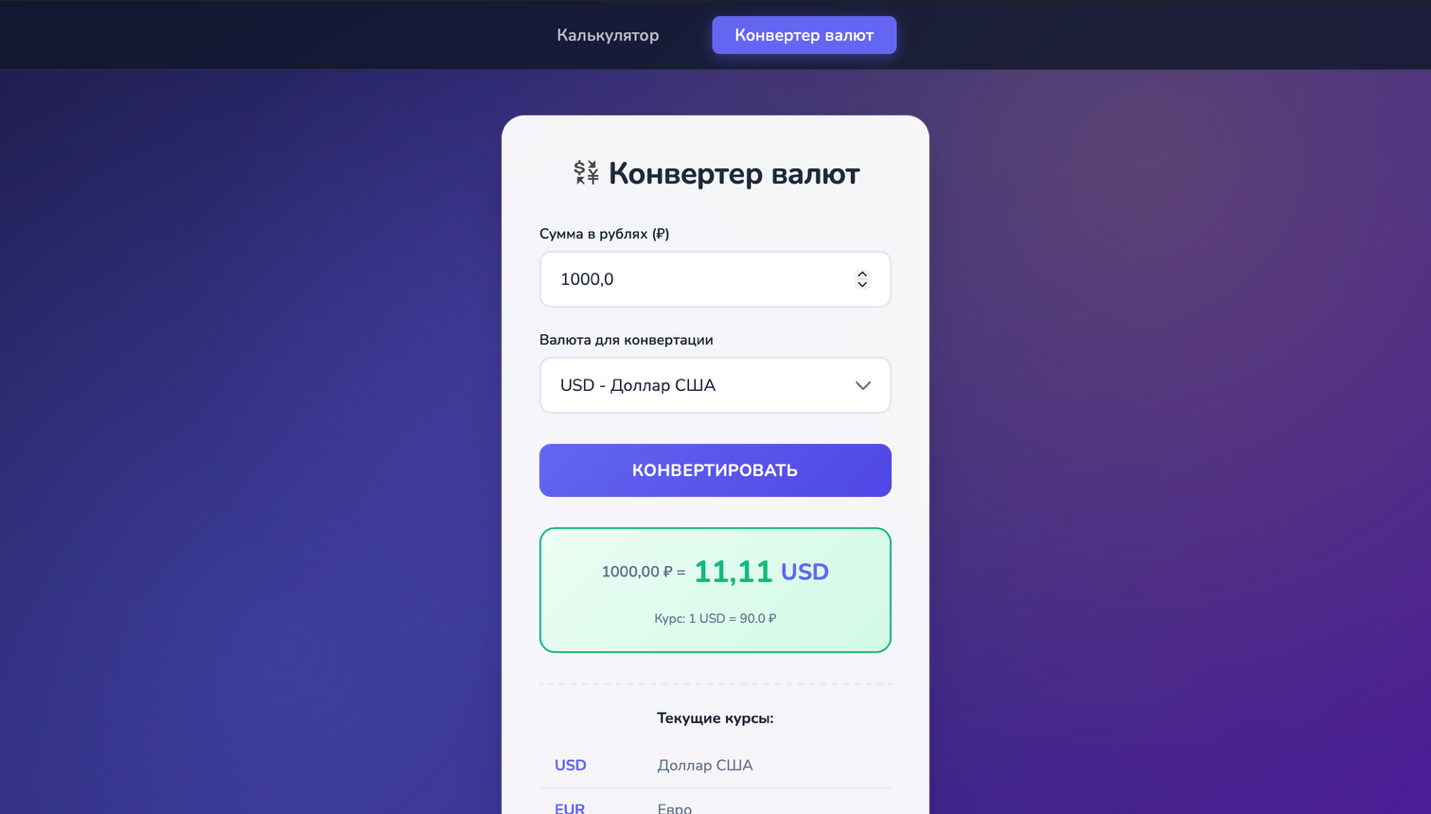 Калькулятор Конвертер валют
💱 Конвертер валют
Сумма в рублях (₽)
1000,0
Валюта для конвертации
USD - Доллар США
КОНВЕРТИРОВАТЬ
1000,00 ₽ = 11,11 USD
Курс: 1 USD = 90.0 ₽
Текущие курсы:
USD Доллар США
EUR Евро